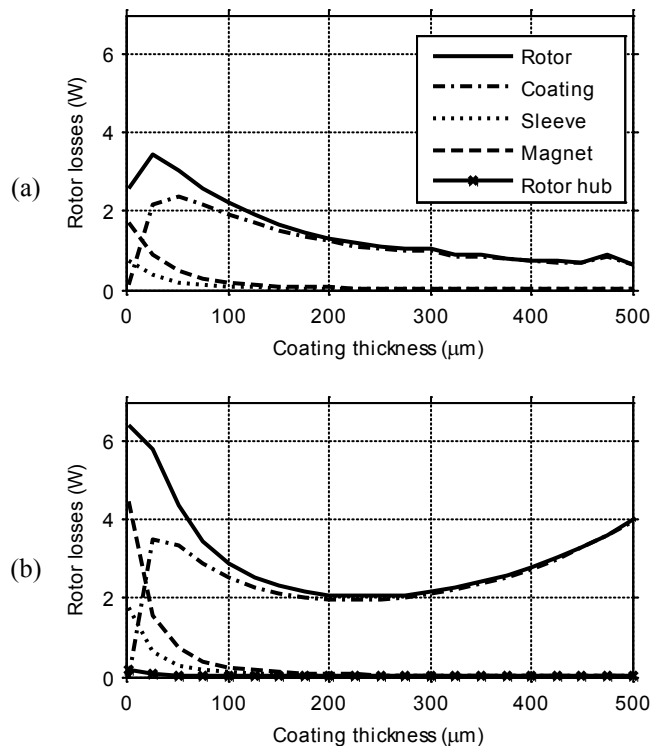 (a)
Rotor losses (W)
6
4
2
0
Rotor
Coating
Sleeve
Magnet
Rotor hub
0 100 200 300 400 500
Coating thickness (μm)
(b)
Rotor losses (W)
6
4
2
0
0 100 200 300 400 500
Coating thickness (μm)